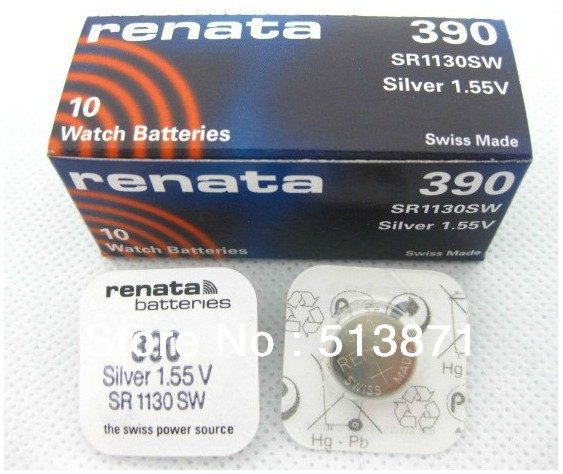 renata 390
SR1130SW
Silver 1.55V
10
Watch Batteries
Swiss Made
renata 390
SR1130SW
Silver 1.55V
10
Watch Batteries
Swiss Made
renata
batteries
390
Silver 1.55 V
SR 1130 SW
the swiss power source
SWISS MADE
Hg
Hg - Pb
Store No : 513871